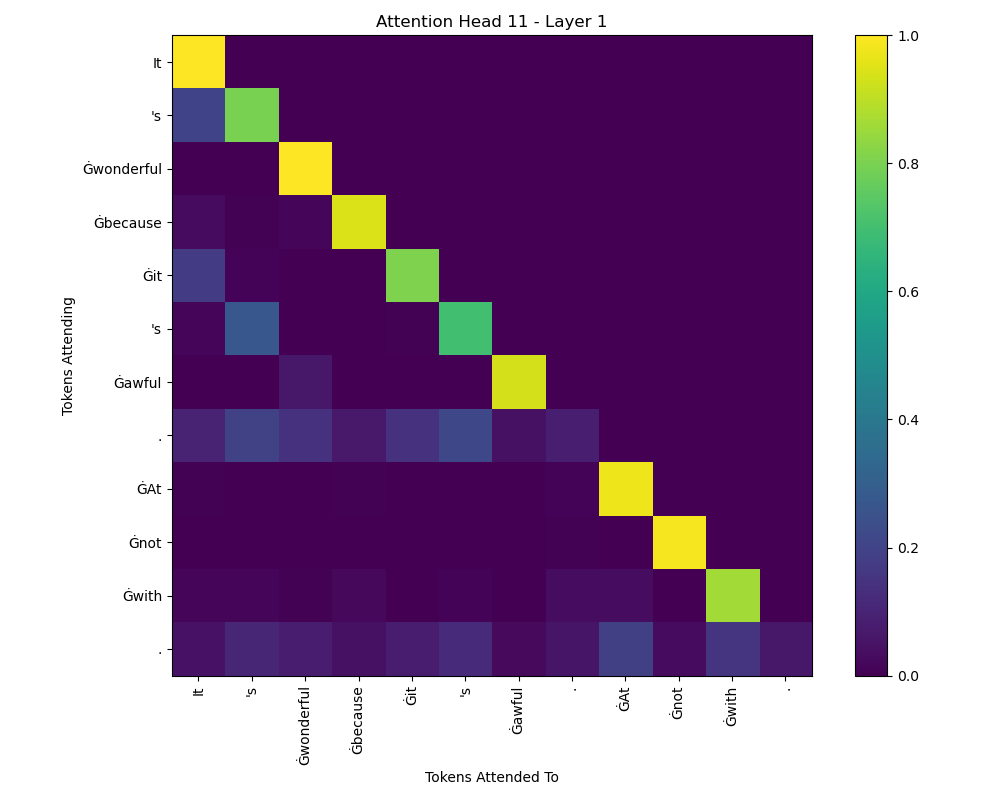 Attention Head 11 - Layer 1
Tokens Attending
It
's
Ġwonderful
Ġbecause
Ġit
's
Ġawful
.
ĠAt
Ġnot
Ġwith
.
It
's
Ġwonderful
Ġbecause
Ġit
's
Ġawful
.
ĠAt
Ġnot
Ġwith
.
Tokens Attended To
1.0
0.8
0.6
0.4
0.2
0.0